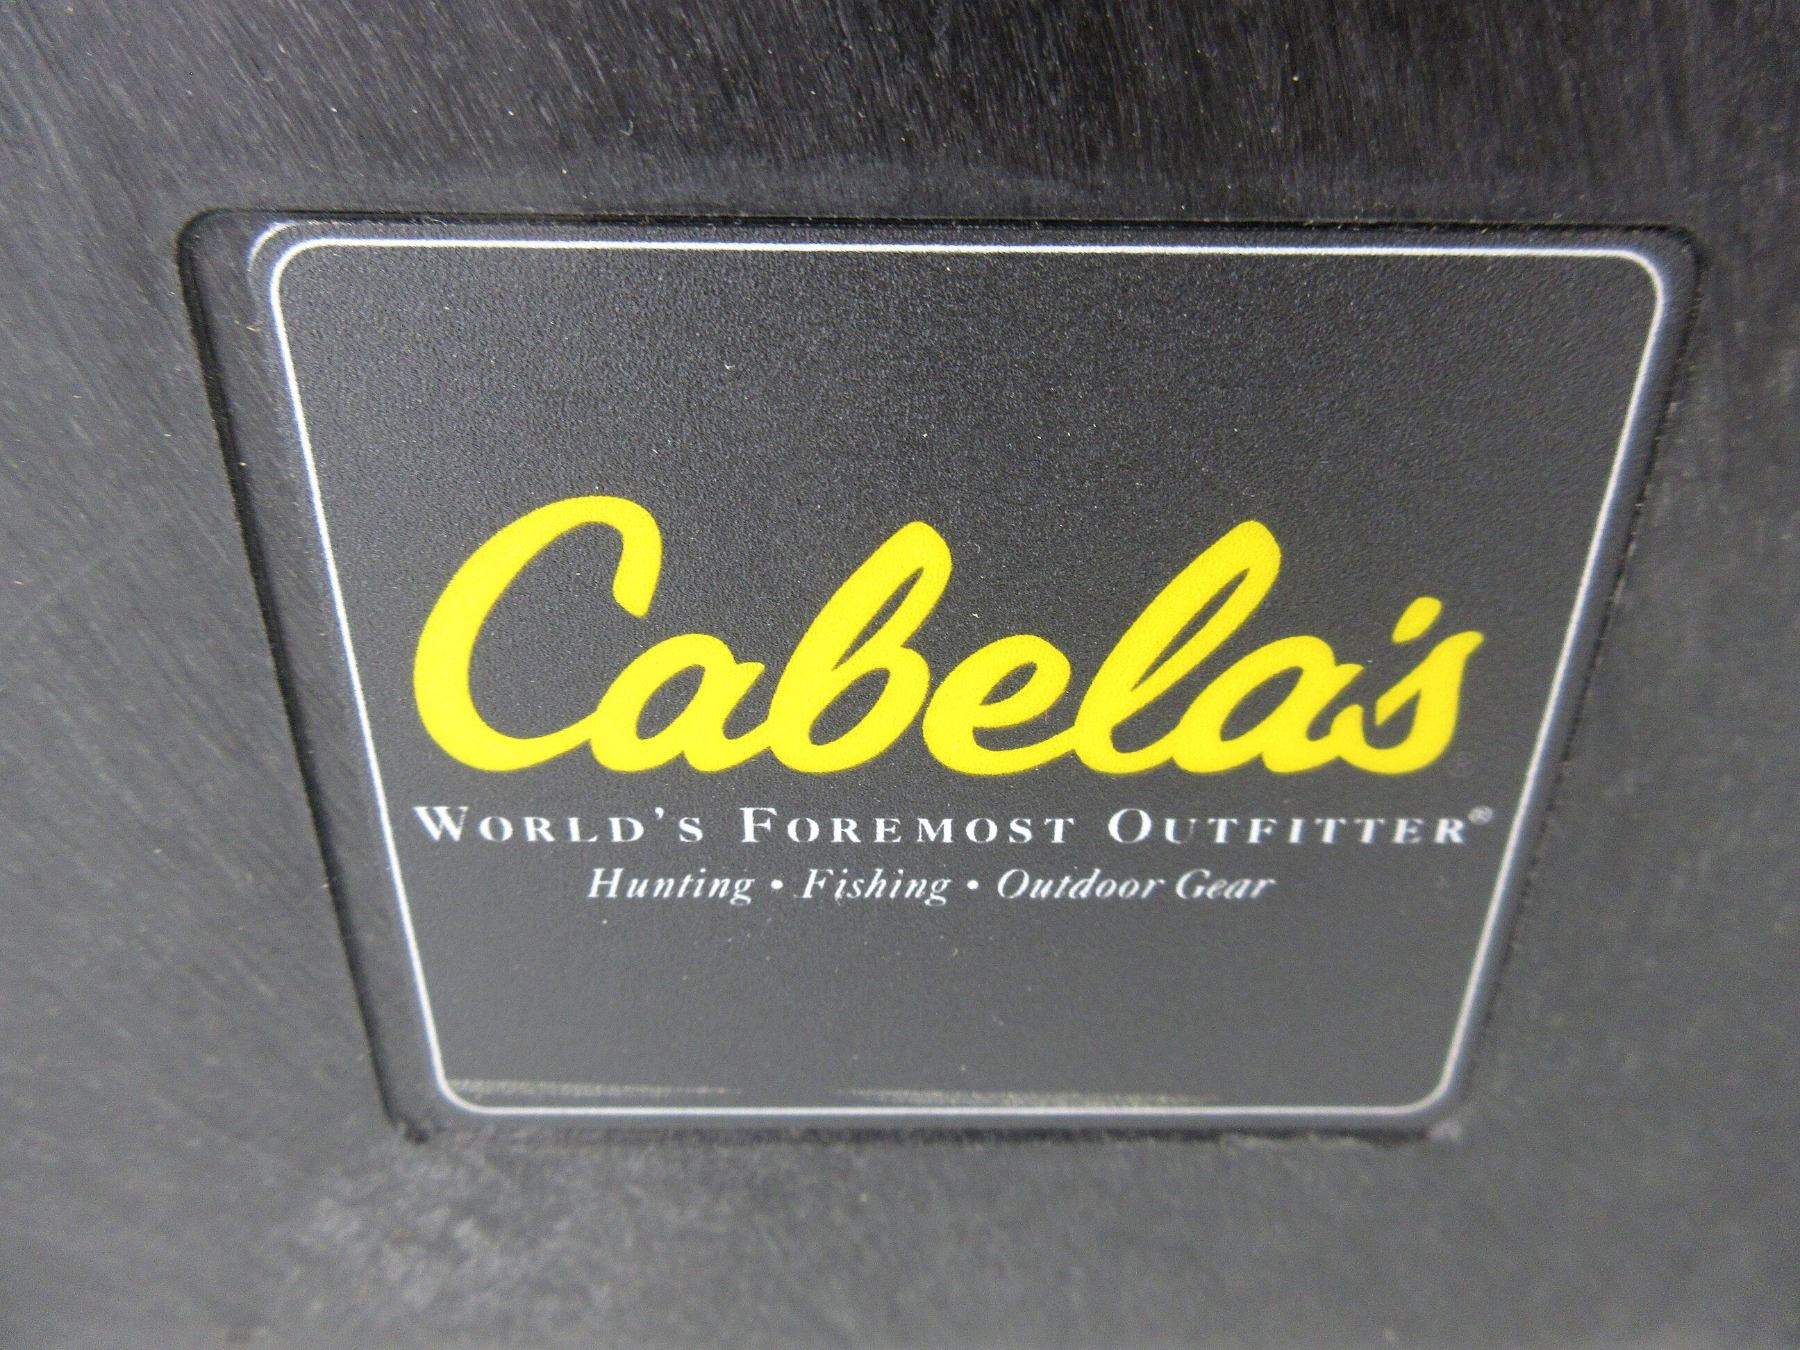 Cabela's
WORLD'S FOREMOST OUTFITTER®
Hunting • Fishing • Outdoor Gear